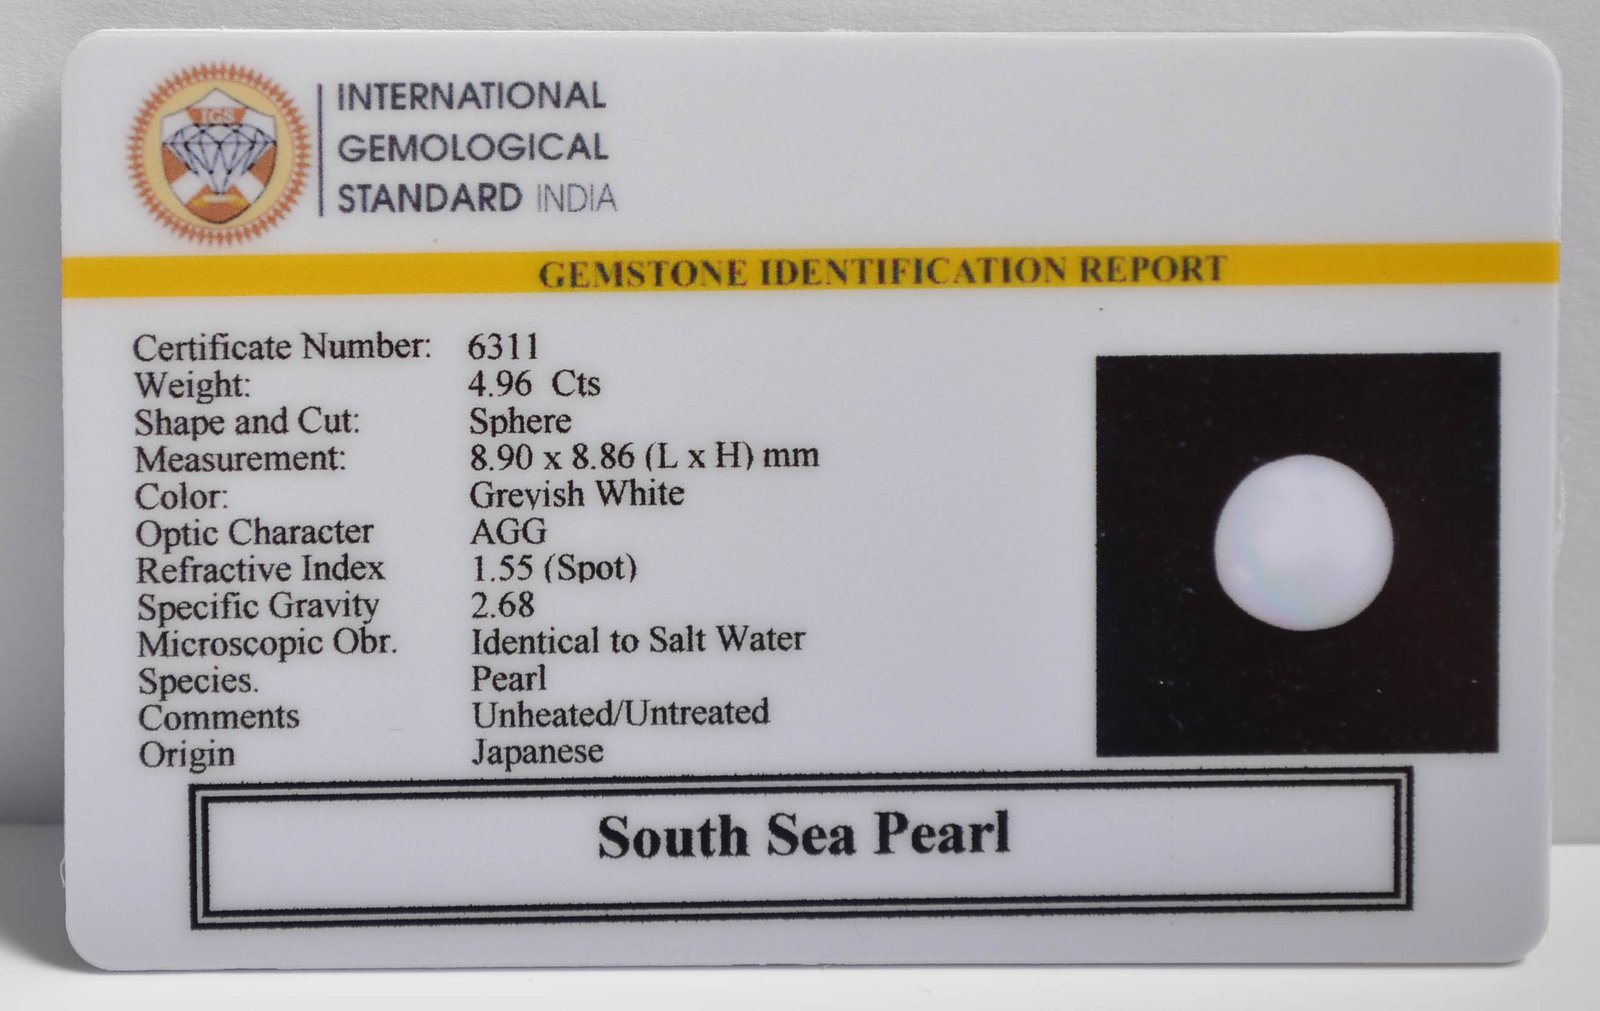 IGS
INTERNATIONAL
GEMOLOGICAL
STANDARD INDIA
GEMSTONE IDENTIFICATION REPORT
Certificate Number: 6311
Weight: 4.96 Cts
Shape and Cut: Sphere
Measurement: 8.90 x 8.86 (L x H) mm
Color: Greyish White
Optic Character AGG
Refractive Index 1.55 (Spot)
Specific Gravity 2.68
Microscopic Obr. Identical to Salt Water
Species. Pearl
Comments Unheated/Untreated
Origin Japanese
South Sea Pearl